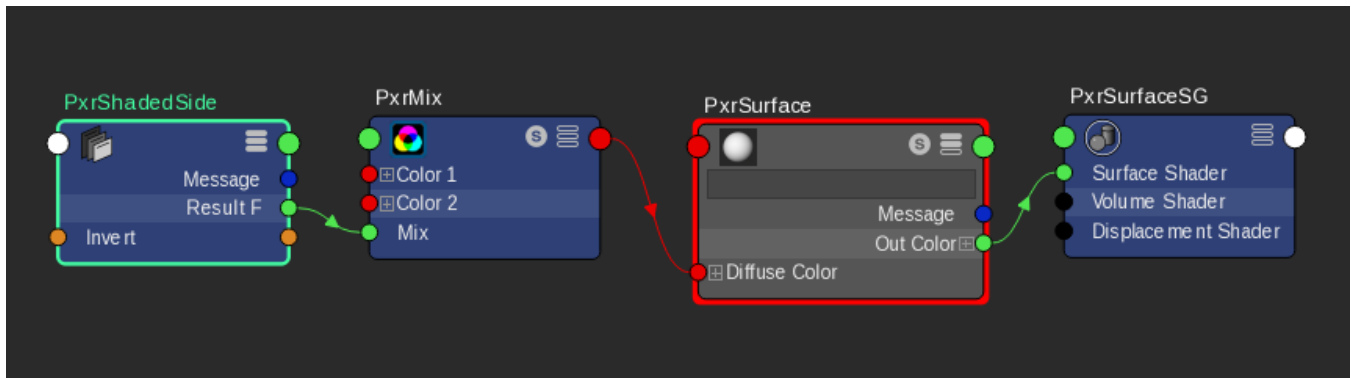 PxrShadedSide
Message
Result F
Invert
PxrMix
S
Color 1
Color 2
Mix
PxrSurface
S
Message
Out Color
Diffuse Color
PxrSurfaceSG
Surface Shader
Volume Shader
Displacement Shader